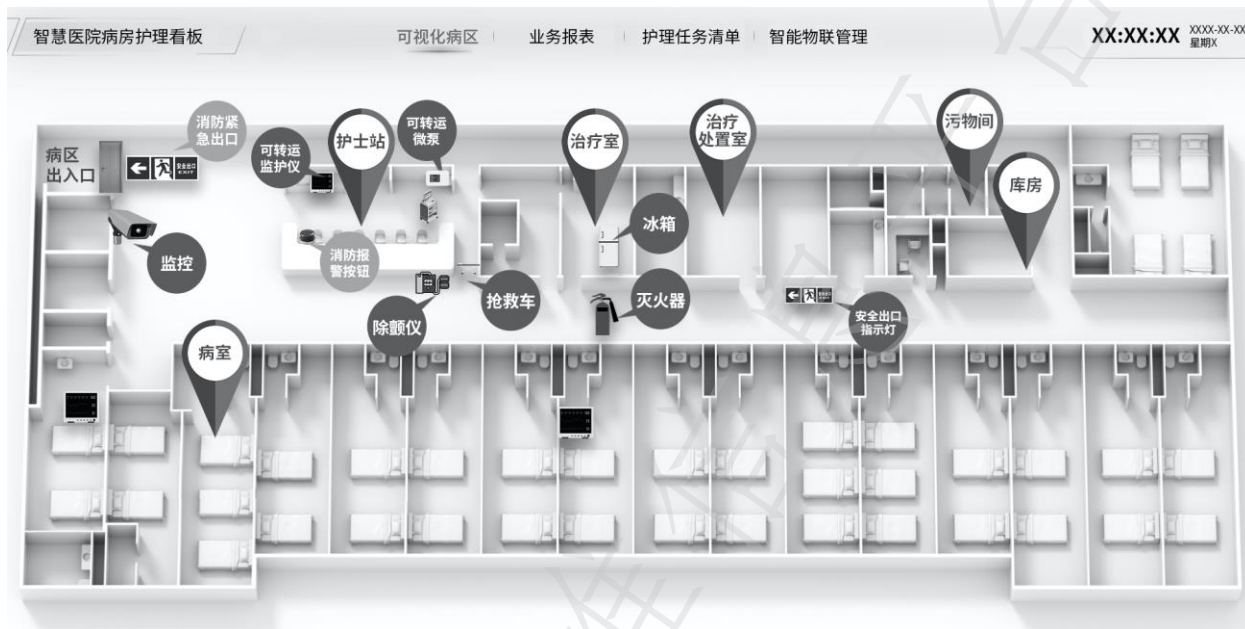 智慧医院病房护理看板
可视化病区
业务报表
护理任务清单
智能物联管理
XX:XX:XX
XXXX-XX-XX
星期X
消防紧
急出口
病区
出入口
安全出口
可转运
监护仪
护士站
可转运
微泵
治疗室
治疗
处置室
污物间
库房
监控
消防报
警按钮
冰箱
抢救车
除颤仪
灭火器
安全出口
指示灯
病室